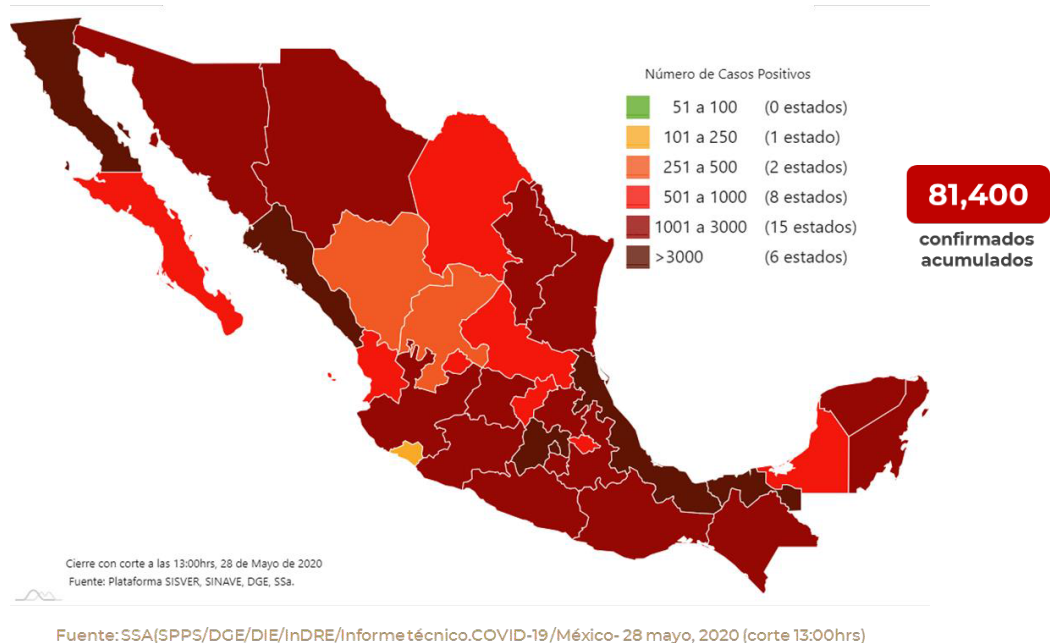 Número de Casos Positivos
51 a 100 (0 estados)
101 a 250 (1 estado)
251 a 500 (2 estados)
501 a 1000 (8 estados)
1001 a 3000 (15 estados)
>3000 (6 estados)
81,400
confirmados
acumulados
Cierre con corte a las 13:00hrs, 28 de Mayo de 2020
Fuente: Plataforma SISVER, SINAVE, DGE, SSa.
Fuente: SSA(SPPS/DGE/DIE/InDRE/Informe técnico.COVID-19/México- 28 mayo, 2020 (corte 13:00hrs)